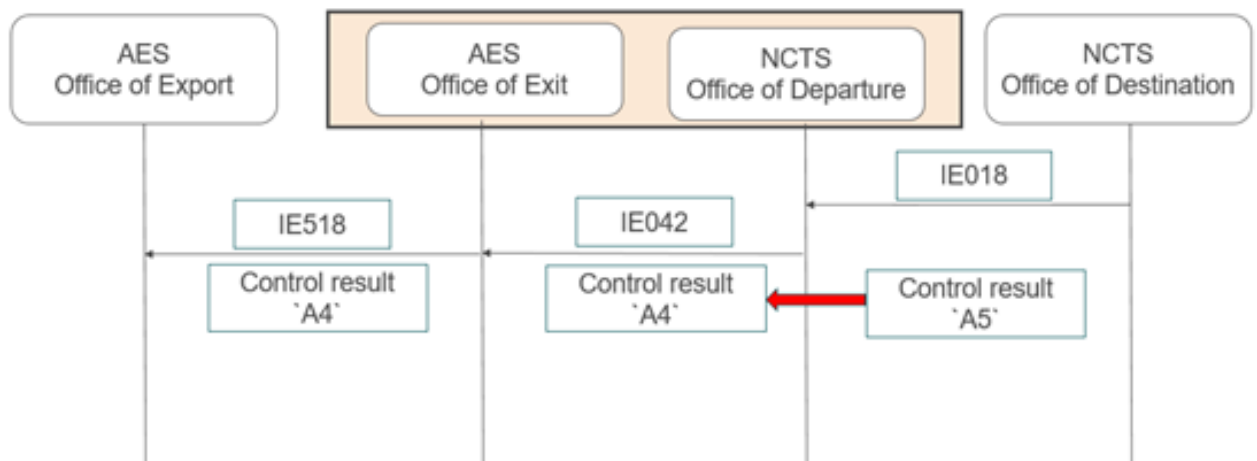 AES
Office of Export
AES
Office of Exit
NCTS
Office of Departure
NCTS
Office of Destination
IE018
IE518
IE042
Control result
`A4`
Control result
`A4`
Control result
`A5`